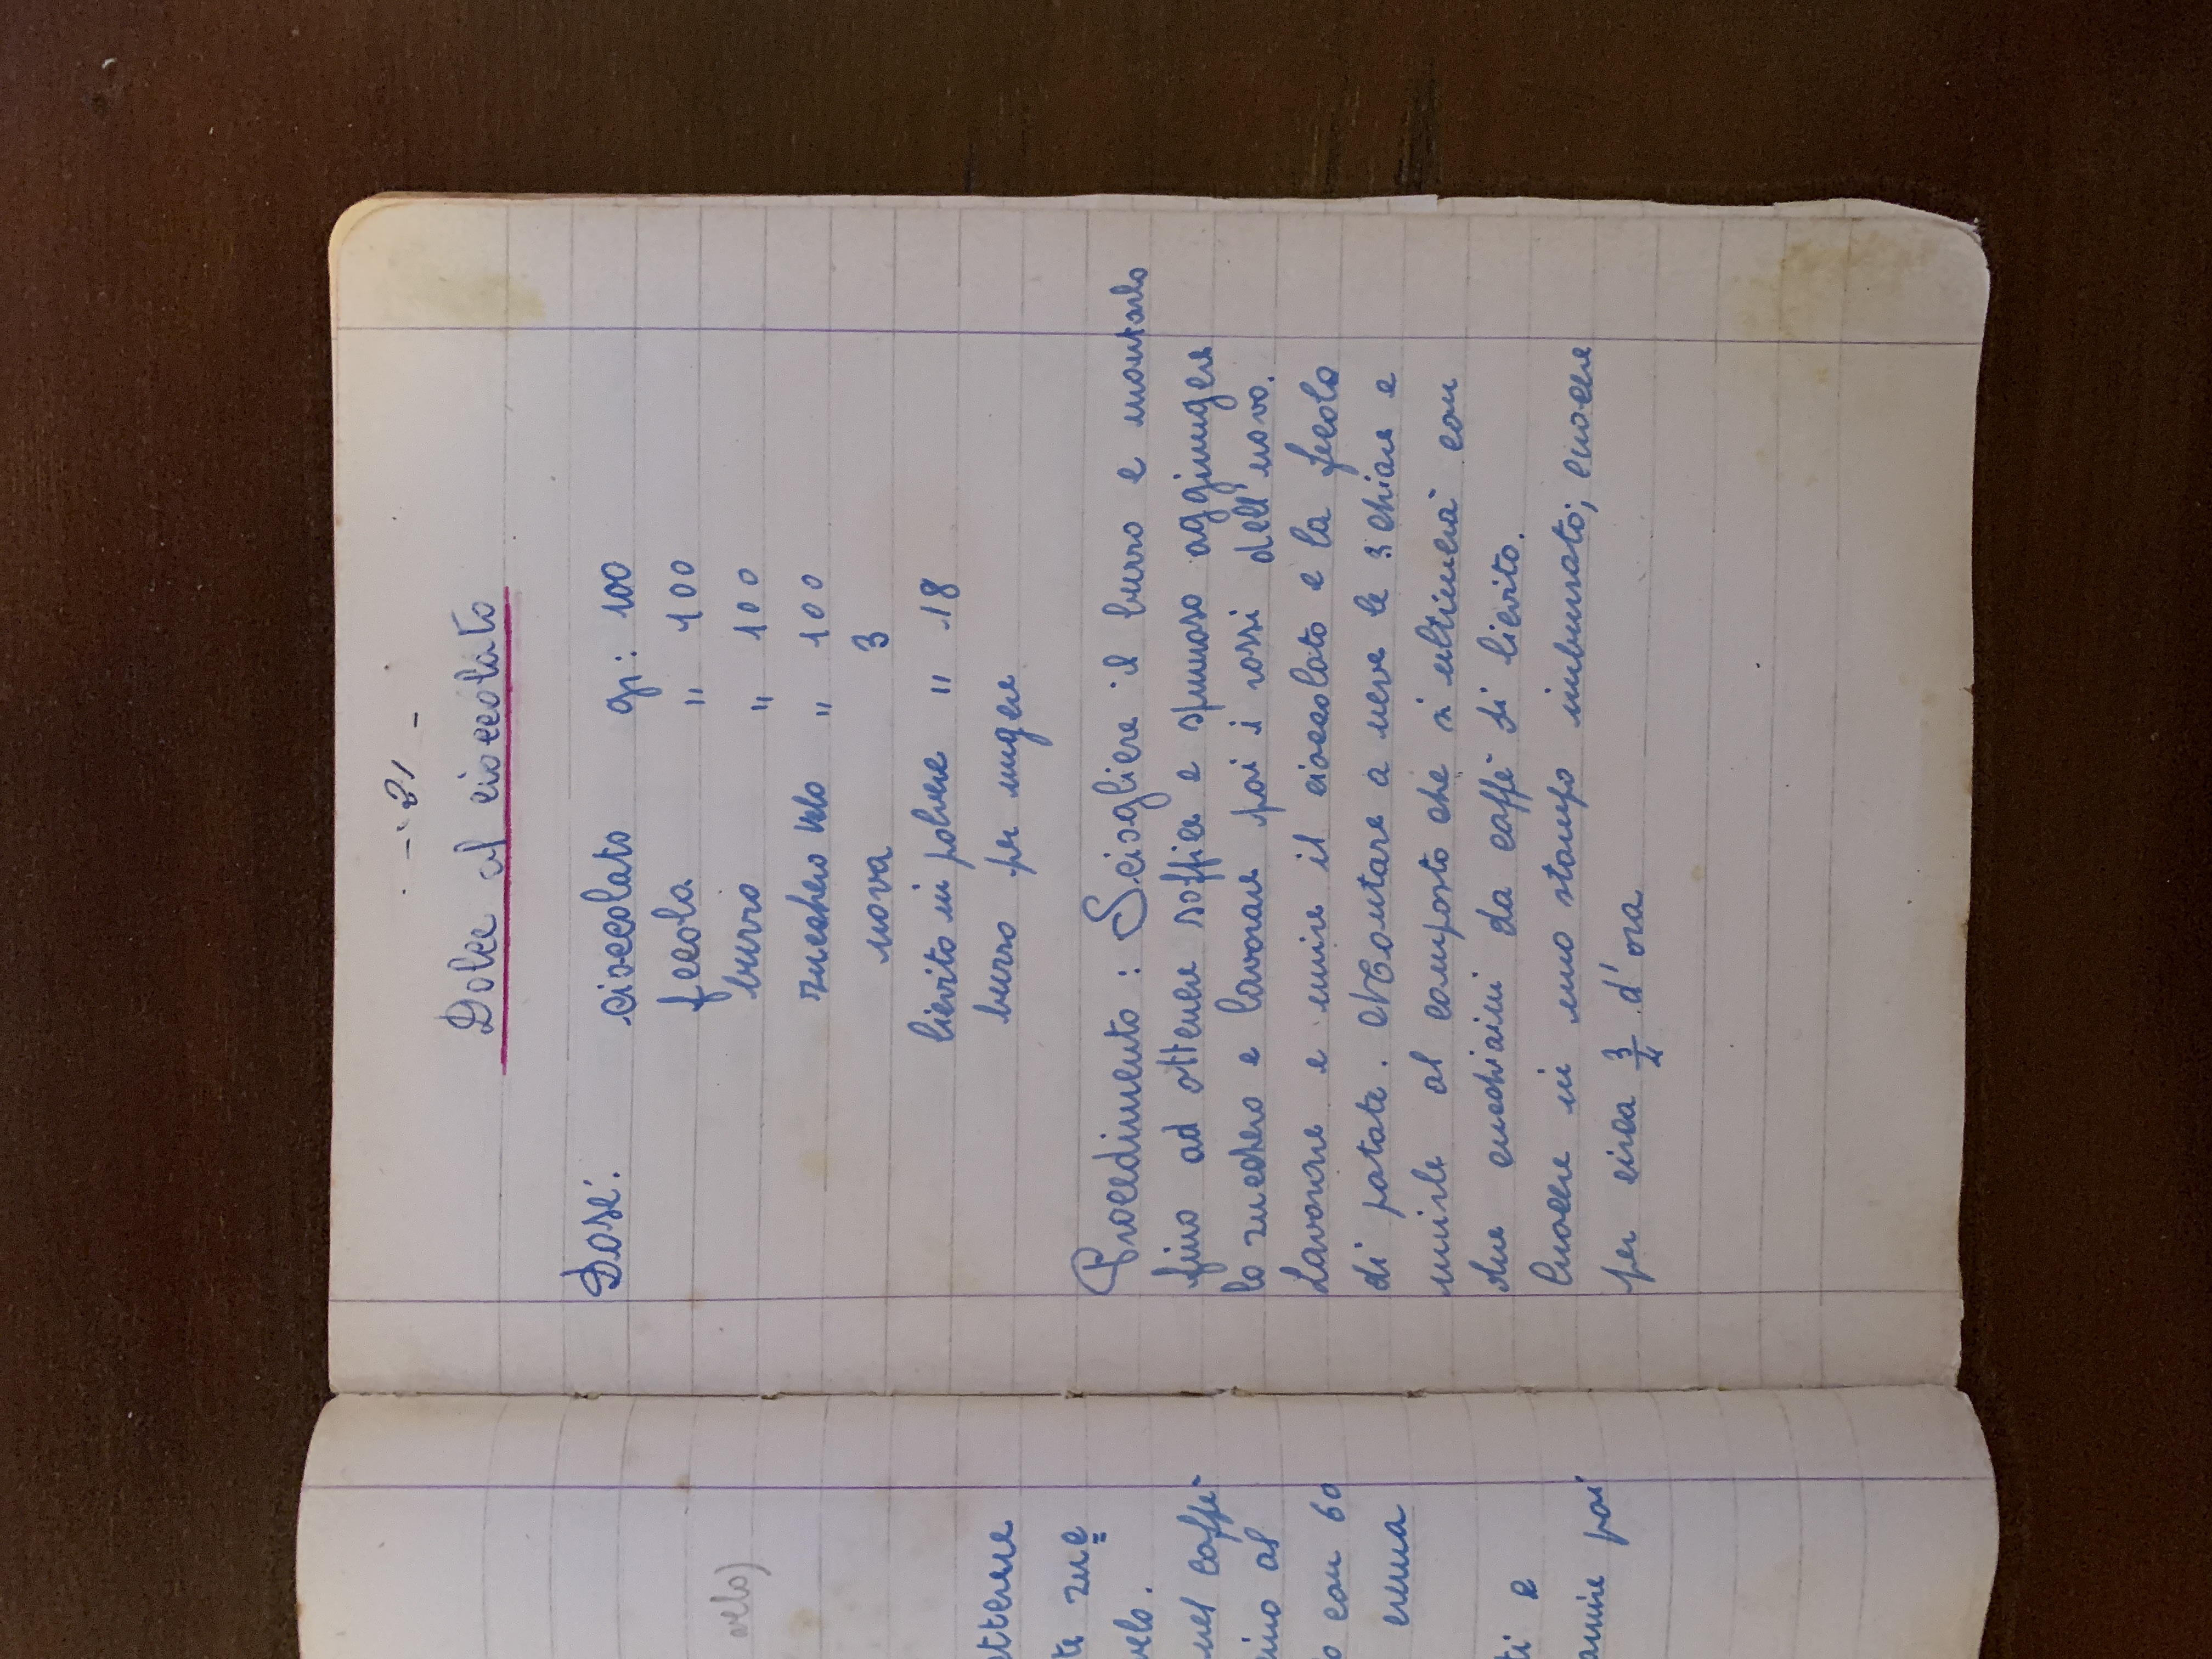 velo)
etterere
te zuc
velo.
nel caffè
ino al
o con 60
crema
ti e
amire poi
- 21 -
Dolce al cioccolato
Dose: cioccolato gr: 100
fecola " 100
burro " 100
zucchero velo " 100
uova 3
lievito in polvere " 18
burro per ungere
Procedimento : Sciogliere il burro e montarlo
fino ad ottenere soffice e spumoso aggiungere
lo zucchero e lavorare poi i rossi dell'uovo.
Lavorare e unire il cioccolato e la fecola
di patate. Montare a neve le 3 chiare e
unirle al composto che si ultimerà con
due cucchiaini da caffè di lievito.
Cuocere in uno stampo imburrato; cuocere
per circa 3/4 d'ora